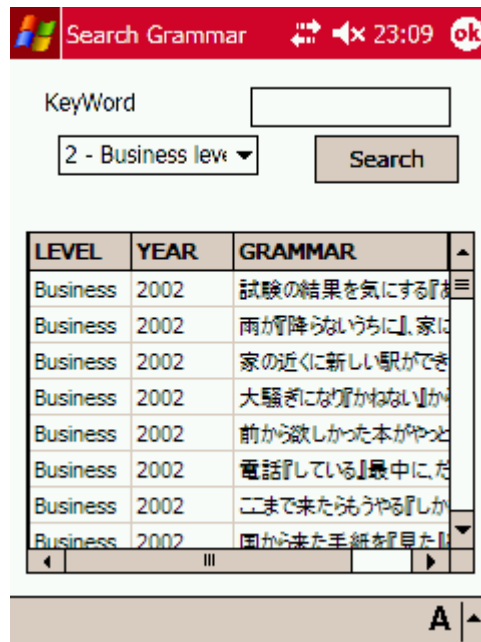 Search Grammar 23:09 ok
KeyWord
2 - Business leve
Search
LEVEL YEAR GRAMMAR
Business 2002 試験の結果を気にする『あ
Business 2002 雨が『降らないうちに』、家に
Business 2002 家の近くに新しい駅ができ
Business 2002 大騒ぎになり『かねない』か
Business 2002 前から欲しかった本がやっと
Business 2002 電話『している』最中に、だ
Business 2002 ここまで来たらもうやる『しか
Business 2002 国から来た手紙を『見た』
A